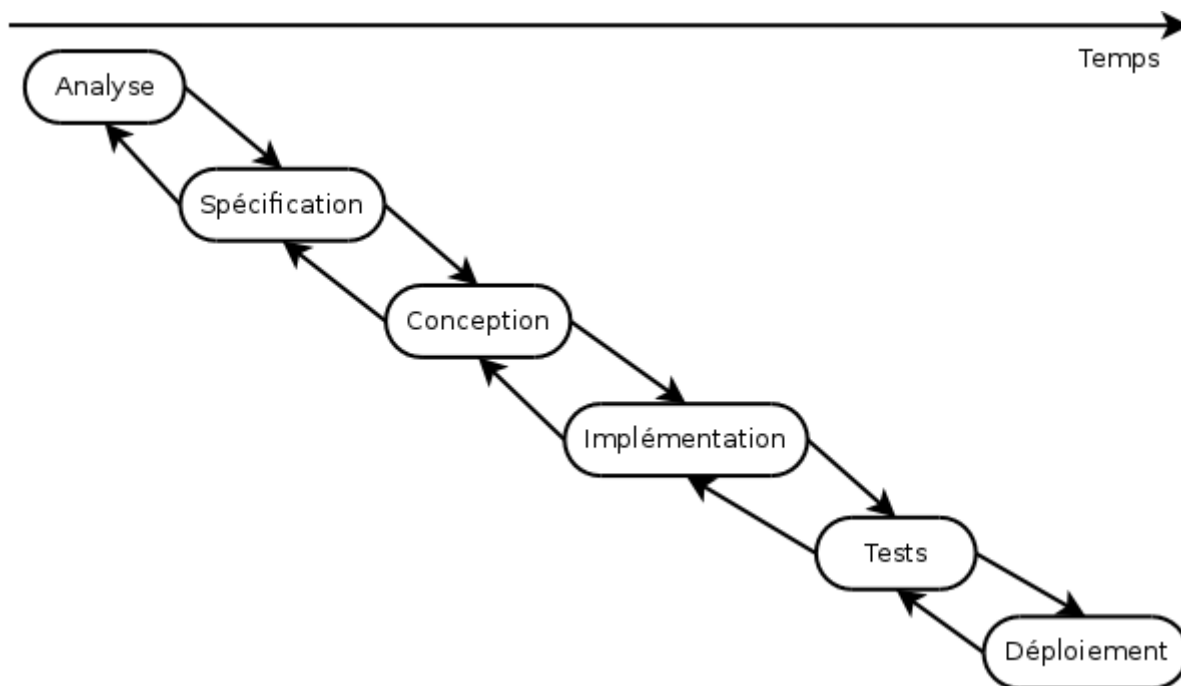 Temps
Analyse
Spécification
Conception
Implémentation
Tests
Déploiement